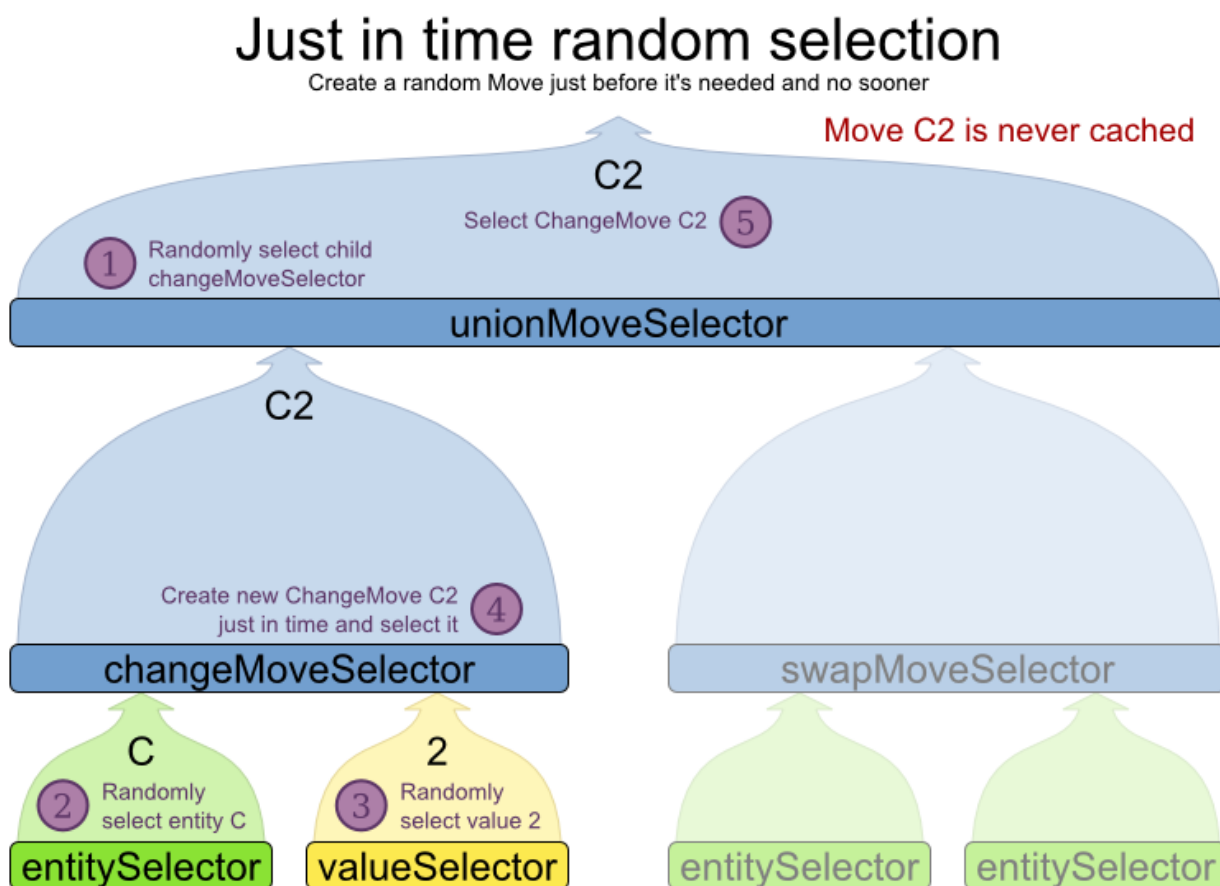 Just in time random selection
Create a random Move just before it's needed and no sooner
Move C2 is never cached
C2
Select ChangeMove C2 5
1 Randomly select child
changeMoveSelector
unionMoveSelector
C2
Create new ChangeMove C2
just in time and select it
4
changeMoveSelector
swapMoveSelector
C
2
2 Randomly
select entity C
3 Randomly
select value 2
entitySelector
valueSelector
entitySelector
entitySelector